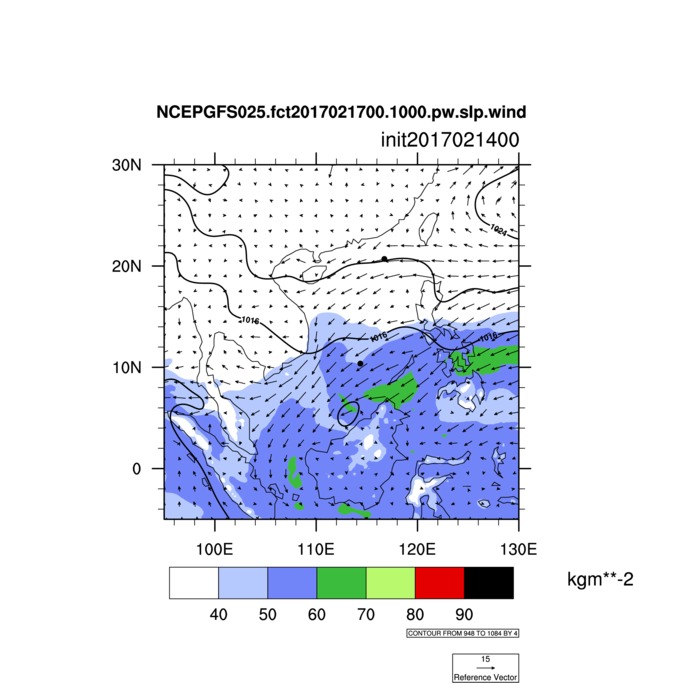 NCEPGFS025.fct2017021700.1000.pw.slp.wind
init2017021400
30N
1024
20N
1016
1016
1016
10N
0
100E
110E
120E
130E
kgm**-2
40
50
60
70
80
90
CONTOUR FROM 948 TO 1084 BY 4
15
Reference Vector